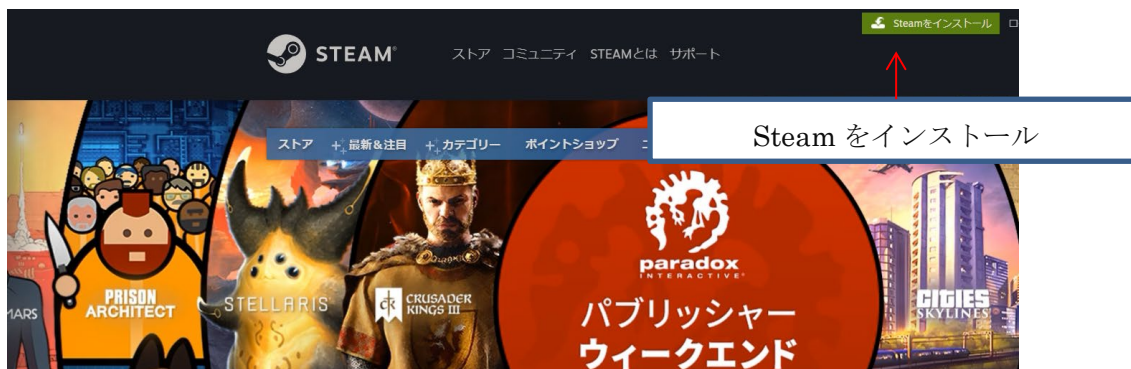 Steamをインストール
STEAM®
ストア コミュニティ STEAMとは サポート
Steam をインストール
ストア 最新&注目 カテゴリー ポイントショップ
MARS
PRISON
ARCHITECT
STELLARIS
CK
CRUSADER
KINGS III
paradox
INTERACTIVE®
パブリッシャー
ウィークエンド
CITIES
SKYLINES